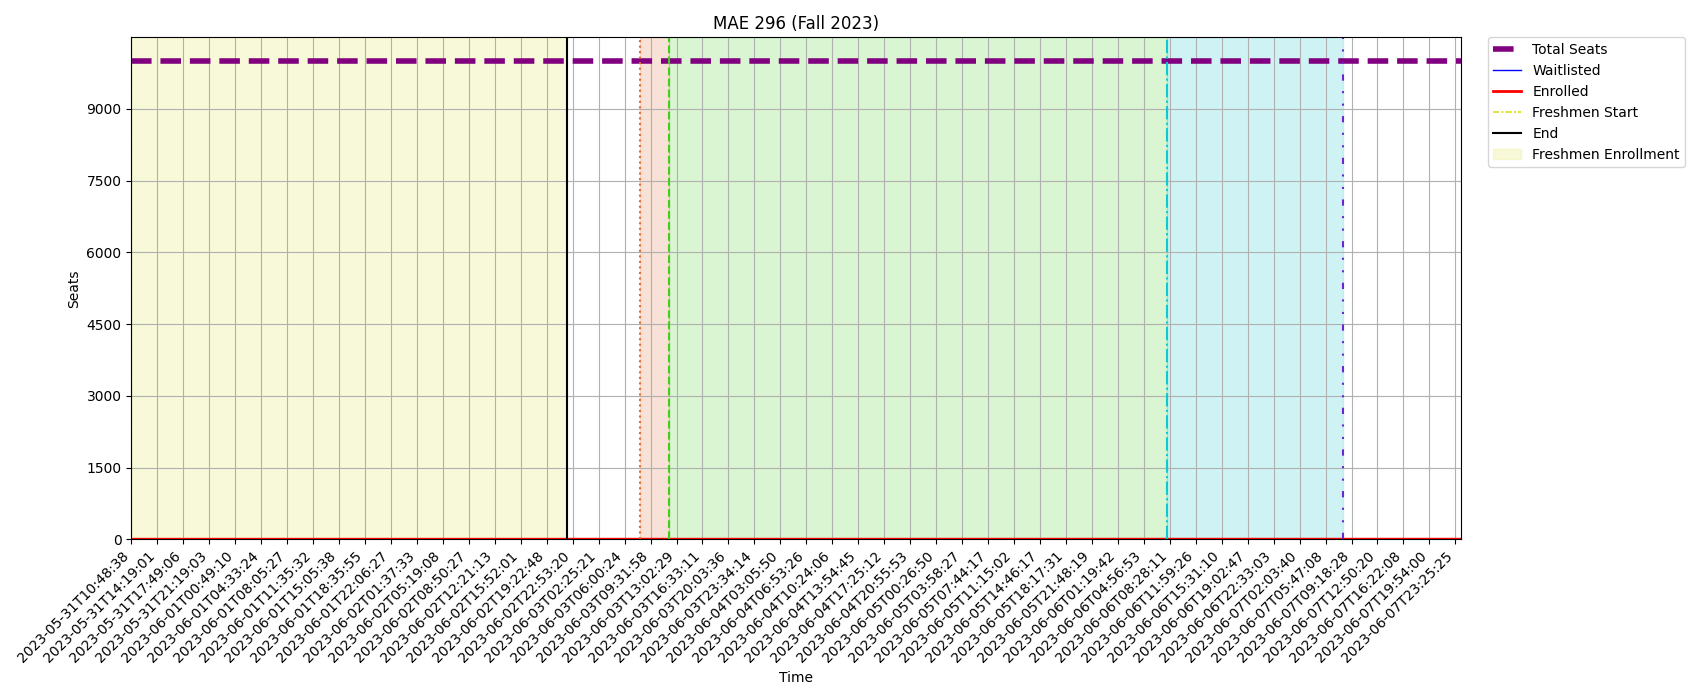 MAE 296 (Fall 2023)
Total Seats
Waitlisted
Enrolled
Freshmen Start
End
Freshmen Enrollment
Seats
9000
7500
6000
4500
3000
1500
0
2023-05-31T10:48:38
2023-05-31T14:19:01
2023-05-31T17:49:06
2023-05-31T21:19:03
2023-06-01T00:49:10
2023-06-01T04:33:24
2023-06-01T08:05:27
2023-06-01T11:35:32
2023-06-01T15:05:38
2023-06-01T18:35:55
2023-06-01T22:06:27
2023-06-02T01:37:33
2023-06-02T05:19:08
2023-06-02T08:50:27
2023-06-02T12:21:13
2023-06-02T15:52:01
2023-06-02T19:22:48
2023-06-02T22:53:20
2023-06-03T02:25:21
2023-06-03T06:00:24
2023-06-03T09:31:58
2023-06-03T13:02:29
2023-06-03T16:33:11
2023-06-03T20:03:36
2023-06-03T23:34:14
2023-06-04T03:05:50
2023-06-04T06:53:26
2023-06-04T10:24:06
2023-06-04T13:54:45
2023-06-04T17:25:12
2023-06-04T20:55:53
2023-06-05T00:26:50
2023-06-05T03:58:27
2023-06-05T07:44:17
2023-06-05T11:15:02
2023-06-05T14:46:17
2023-06-05T18:17:31
2023-06-05T21:48:19
2023-06-06T01:19:42
2023-06-06T04:56:53
2023-06-06T08:28:11
2023-06-06T11:59:26
2023-06-06T15:31:10
2023-06-06T19:02:47
2023-06-06T22:33:03
2023-06-07T02:03:40
2023-06-07T05:47:08
2023-06-07T09:18:28
2023-06-07T12:50:20
2023-06-07T16:22:08
2023-06-07T19:54:00
2023-06-07T23:25:25
Time